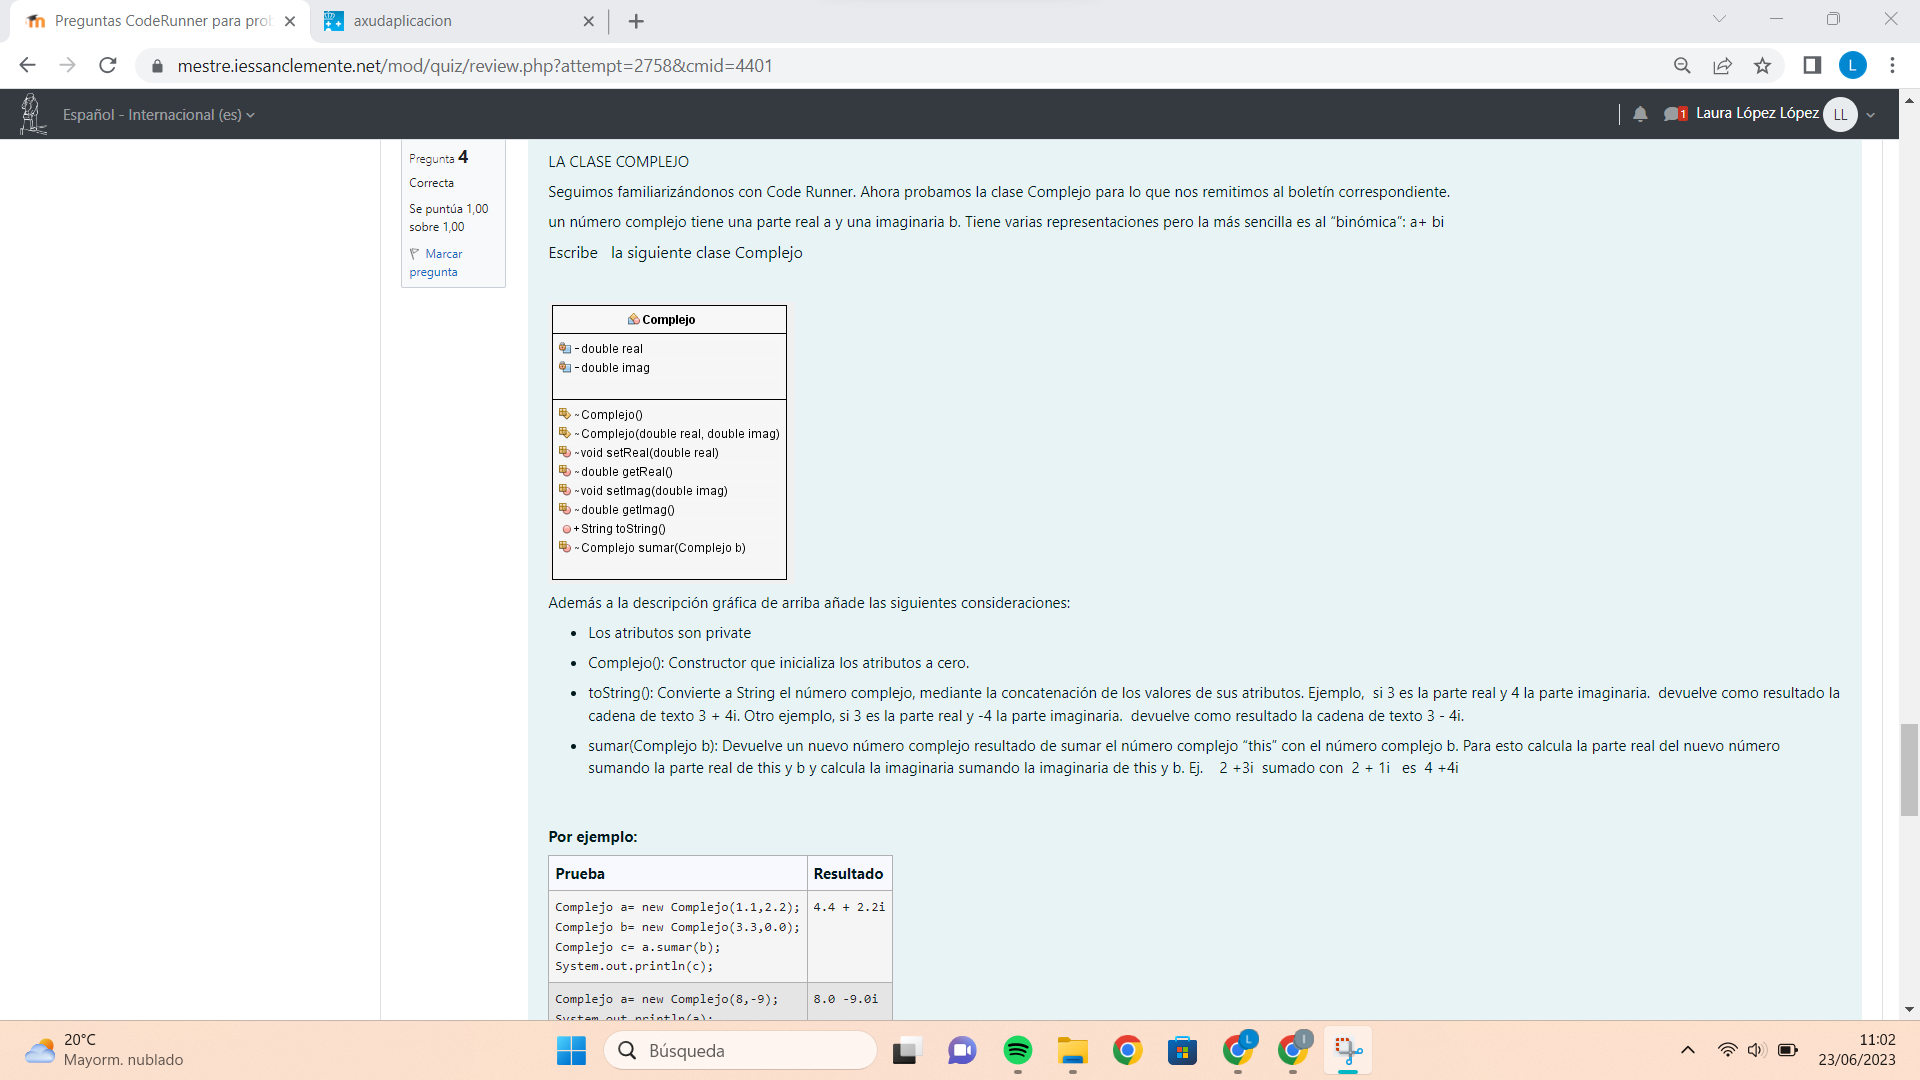 Preguntas CodeRunner para prob
axudaplicacion
mestre.iessanclemente.net/mod/quiz/review.php?attempt=2758&cmid=4401
L
Español - Internacional (es)
1
Laura López López
LL
Pregunta 4
Correcta
Se puntúa 1,00
sobre 1,00
Marcar
pregunta
LA CLASE COMPLEJO
Seguimos familiarizándonos con Code Runner. Ahora probamos la clase Complejo para lo que nos remitimos al boletín correspondiente.
un número complejo tiene una parte real a y una imaginaria b. Tiene varias representaciones pero la más sencilla es al “binómica”: a+ bi
Escribe la siguiente clase Complejo
Complejo
- double real
- double imag
~ Complejo()
~ Complejo(double real, double imag)
~ void setReal(double real)
~ double getReal()
~ void setImag(double imag)
~ double getImag()
+ String toString()
~ Complejo sumar(Complejo b)
Además a la descripción gráfica de arriba añade las siguientes consideraciones:
• Los atributos son private
• Complejo(): Constructor que inicializa los atributos a cero.
• toString(): Convierte a String el número complejo, mediante la concatenación de los valores de sus atributos. Ejemplo, si 3 es la parte real y 4 la parte imaginaria. devuelve como resultado la
cadena de texto 3 + 4i. Otro ejemplo, si 3 es la parte real y -4 la parte imaginaria. devuelve como resultado la cadena de texto 3 - 4i.
• sumar(Complejo b): Devuelve un nuevo número complejo resultado de sumar el número complejo “this” con el número complejo b. Para esto calcula la parte real del nuevo número
sumando la parte real de this y b y calcula la imaginaria sumando la imaginaria de this y b. Ej. 2 +3i sumado con 2 + 1i es 4 +4i
Por ejemplo:
Prueba Resultado
Complejo a= new Complejo(1.1,2.2); 4.4 + 2.2i
Complejo b= new Complejo(3.3,0.0);
Complejo c= a.sumar(b);
System.out.println(c);
Complejo a= new Complejo(8,-9); 8.0 -9.0i
System.out.println(a);
20°C
Mayorm. nublado
Búsqueda
L
I
11:02
23/06/2023